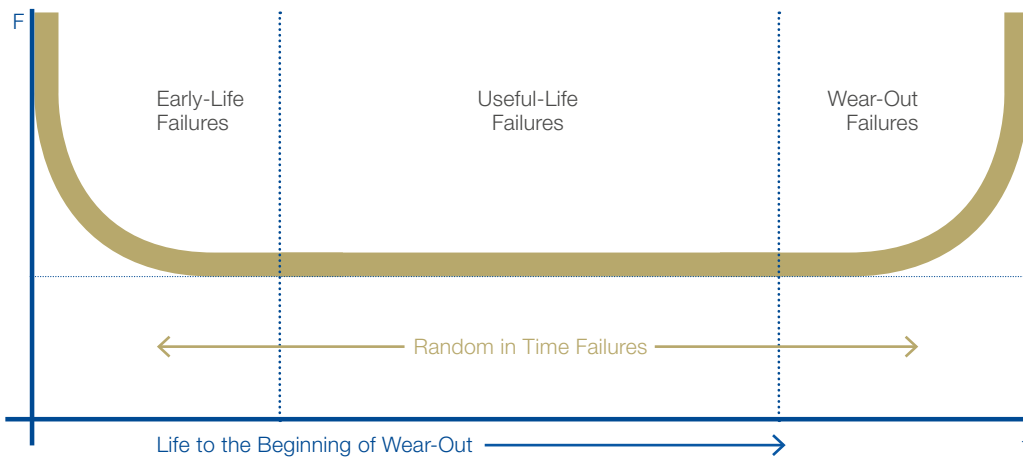 F
Early-Life
Failures
Useful-Life
Failures
Wear-Out
Failures
Random in Time Failures
Life to the Beginning of Wear-Out